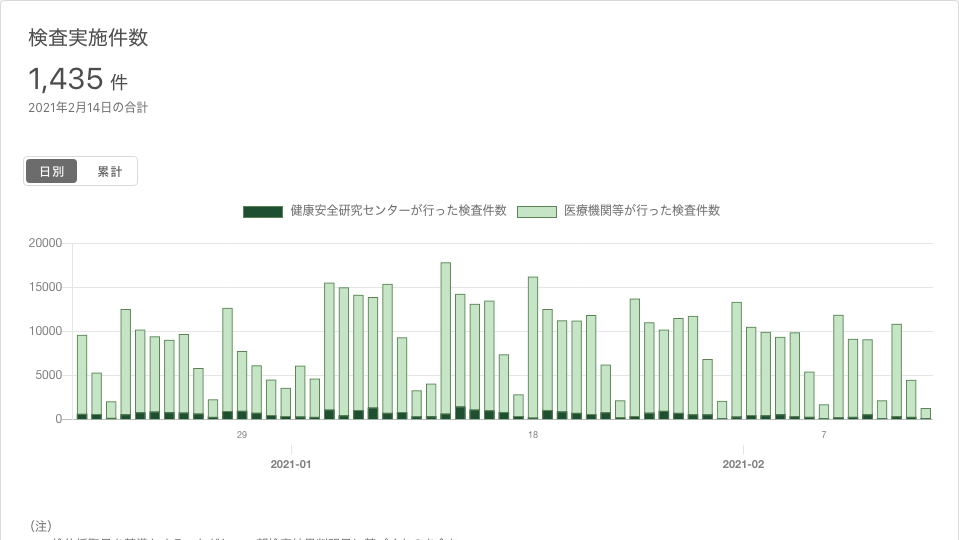 検査実施件数
1,435 件
2021年2月14日の合計
日別 累計
健康安全研究センターが行った検査件数 医療機関等が行った検査件数
20000
15000
10000
5000
0
29 18 7
2021-01 2021-02
（注）